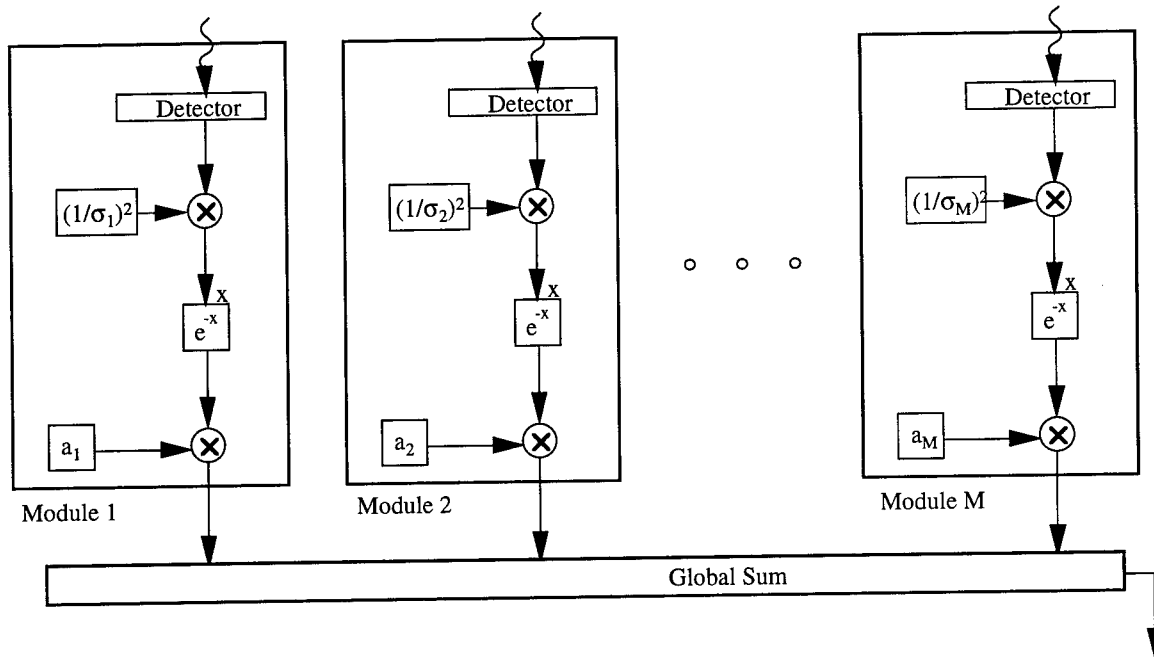 Detector
Detector
Detector
(1/σ₁)²
(1/σ₂)²
(1/σM)²
x
x
x
e⁻ˣ
e⁻ˣ
e⁻ˣ
a₁
a₂
aM
Module 1
Module 2
Module M
Global Sum